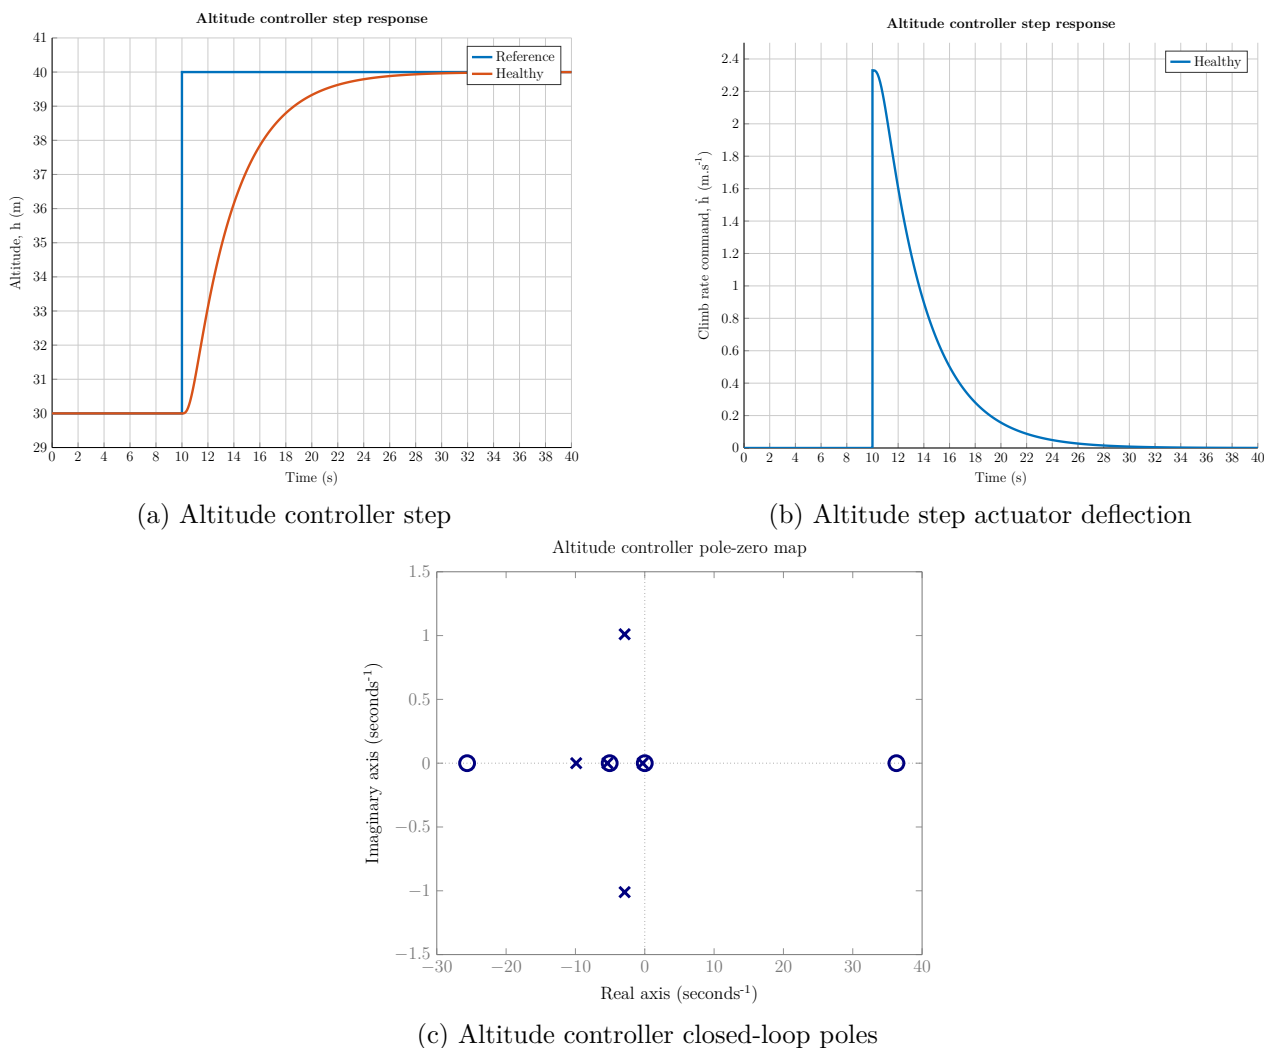 Altitude controller step response
41
40
39
38
37
36
35
34
33
32
31
30
29
Altitude, h (m)
Reference
Healthy
0 2 4 6 8 10 12 14 16 18 20 22 24 26 28 30 32 34 36 38 40
Time (s)
(a) Altitude controller step
Altitude controller step response
2.4
2.2
2
1.8
1.6
1.4
1.2
1
0.8
0.6
0.4
0.2
0
Climb rate command, ḣ (m.s⁻¹)
Healthy
0 2 4 6 8 10 12 14 16 18 20 22 24 26 28 30 32 34 36 38 40
Time (s)
(b) Altitude step actuator deflection
Altitude controller pole-zero map
1.5
1
0.5
0
−0.5
−1
−1.5
Imaginary axis (seconds⁻¹)
−30 −20 −10 0 10 20 30 40
Real axis (seconds⁻¹)
(c) Altitude controller closed-loop poles